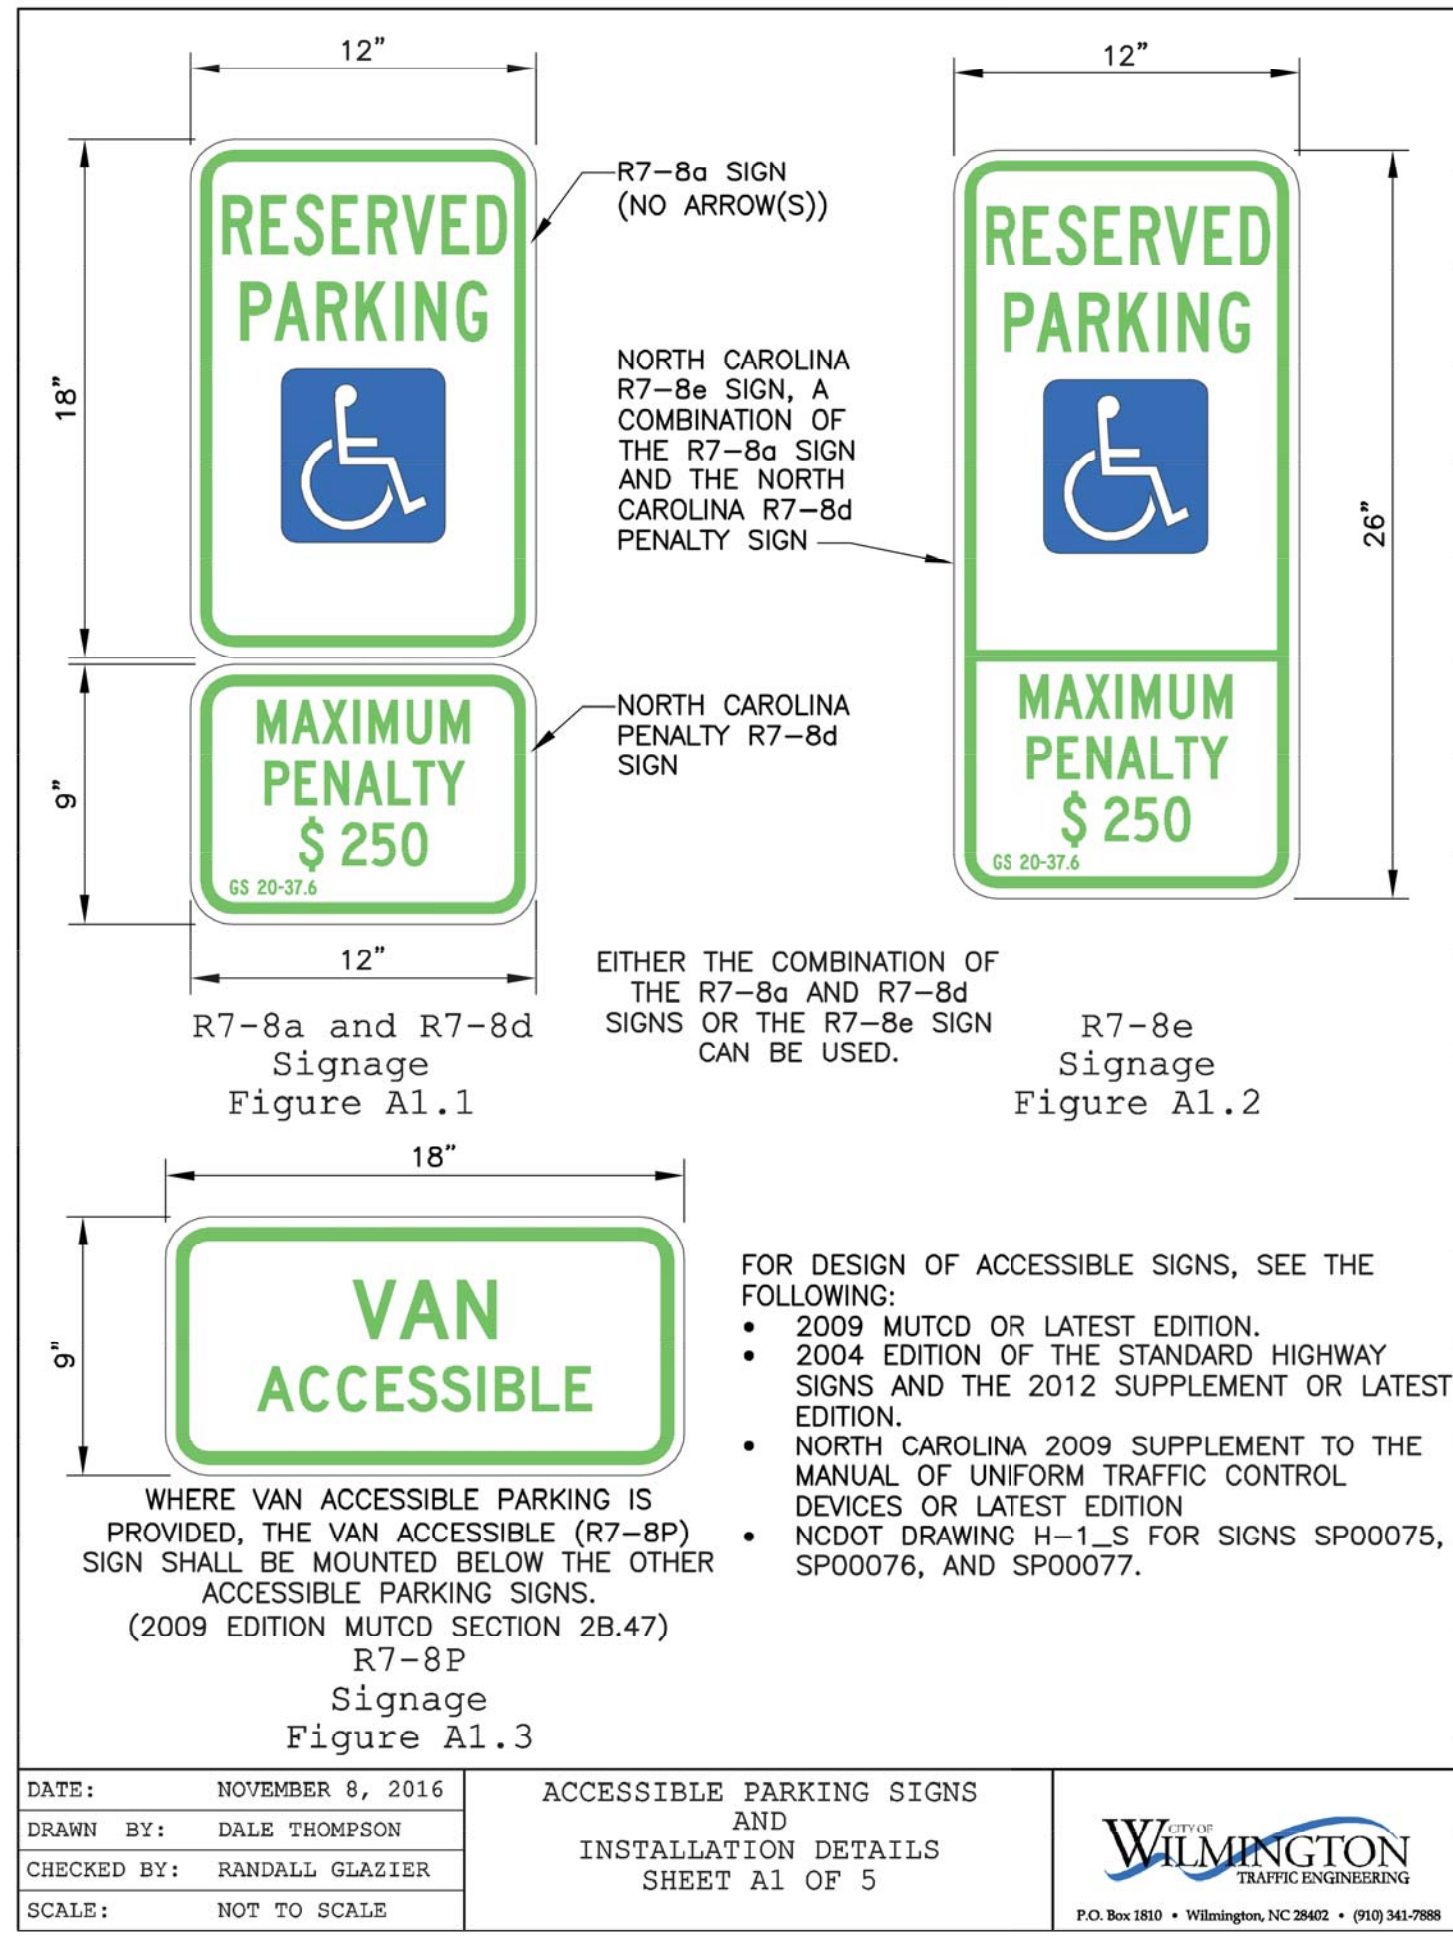 12"
18"
RESERVED
PARKING
R7-8a SIGN
(NO ARROW(S))
9"
MAXIMUM
PENALTY
$ 250
GS 20-37.6
NORTH CAROLINA
PENALTY R7-8d
SIGN
12"
R7-8a and R7-8d
Signage
Figure A1.1
NORTH CAROLINA
R7-8e SIGN, A
COMBINATION OF
THE R7-8a SIGN
AND THE NORTH
CAROLINA R7-8d
PENALTY SIGN
12"
26"
RESERVED
PARKING
MAXIMUM
PENALTY
$ 250
GS 20-37.6
EITHER THE COMBINATION OF
THE R7-8a AND R7-8d
SIGNS OR THE R7-8e SIGN
CAN BE USED.
R7-8e
Signage
Figure A1.2
18"
9"
VAN
ACCESSIBLE
WHERE VAN ACCESSIBLE PARKING IS
PROVIDED, THE VAN ACCESSIBLE (R7-8P)
SIGN SHALL BE MOUNTED BELOW THE OTHER
ACCESSIBLE PARKING SIGNS.
(2009 EDITION MUTCD SECTION 2B.47)
R7-8P
Signage
Figure A1.3
FOR DESIGN OF ACCESSIBLE SIGNS, SEE THE
FOLLOWING:
• 2009 MUTCD OR LATEST EDITION.
• 2004 EDITION OF THE STANDARD HIGHWAY
SIGNS AND THE 2012 SUPPLEMENT OR LATEST
EDITION.
• NORTH CAROLINA 2009 SUPPLEMENT TO THE
MANUAL OF UNIFORM TRAFFIC CONTROL
DEVICES OR LATEST EDITION
• NCDOT DRAWING H-1_S FOR SIGNS SP00075,
SP00076, AND SP00077.
DATE: NOVEMBER 8, 2016
DRAWN BY: DALE THOMPSON
CHECKED BY: RANDALL GLAZIER
SCALE: NOT TO SCALE
ACCESSIBLE PARKING SIGNS
AND
INSTALLATION DETAILS
SHEET A1 OF 5
CITY OF
WILMINGTON
TRAFFIC ENGINEERING
P.O. Box 1810 • Wilmington, NC 28402 • (910) 341-7888